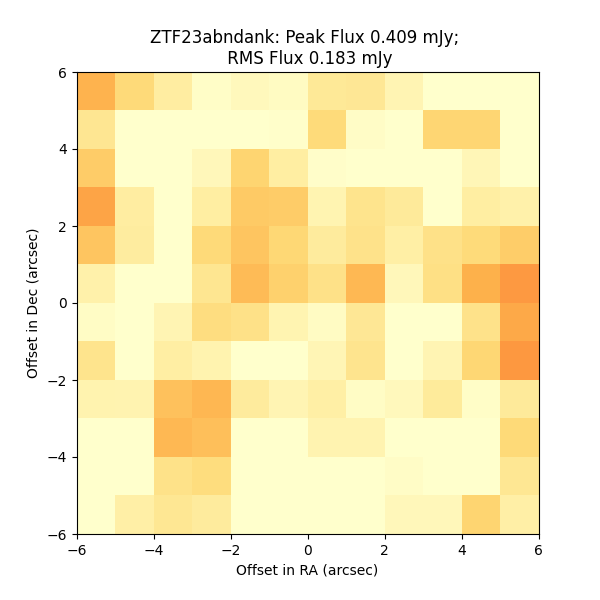 ZTF23abndank: Peak Flux 0.409 mJy;
RMS Flux 0.183 mJy
6
4
2
0
−2
−4
−6
Offset in Dec (arcsec)
−6 −4 −2 0 2 4 6
Offset in RA (arcsec)